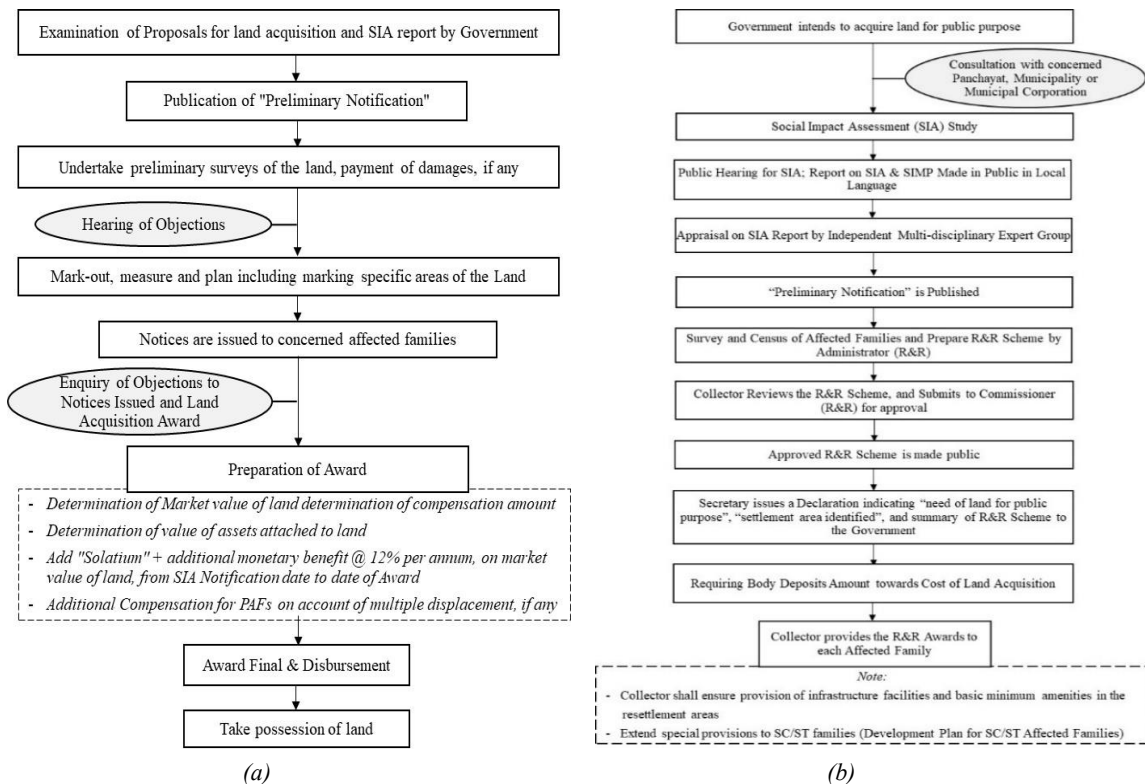 Examination of Proposals for land acquisition and SIA report by Government
Publication of "Preliminary Notification"
Undertake preliminary surveys of the land, payment of damages, if any
Hearing of Objections
Mark-out, measure and plan including marking specific areas of the Land
Notices are issued to concerned affected families
Enquiry of Objections to
Notices Issued and Land
Acquisition Award
Preparation of Award
- Determination of Market value of land determination of compensation amount
- Determination of value of assets attached to land
- Add "Solatium" + additional monetary benefit @ 12% per annum, on market
value of land, from SIA Notification date to date of Award
- Additional Compensation for PAFs on account of multiple displacement, if any
Award Final & Disbursement
Take possession of land
(a)
Government intends to acquire land for public purpose
Consultation with concerned
Panchayat, Municipality or
Municipal Corporation
Social Impact Assessment (SIA) Study
Public Hearing for SIA; Report on SIA & SIMP Made in Public in Local
Language
Appraisal on SIA Report by Independent Multi-disciplinary Expert Group
“Preliminary Notification” is Published
Survey and Census of Affected Families and Prepare R&R Scheme by
Administrator (R&R)
Collector Reviews the R&R Scheme, and Submits to Commissioner
(R&R) for approval
Approved R&R Scheme is made public
Secretary issues a Declaration indicating “need of land for public
purpose”, “settlement area identified”, and summary of R&R Scheme to
the Government
Requiring Body Deposits Amount towards Cost of Land Acquisition
Collector provides the R&R Awards to
each Affected Family
Note:
- Collector shall ensure provision of infrastructure facilities and basic minimum amenities in the
resettlement areas
- Extend special provisions to SC/ST families (Development Plan for SC/ST Affected Families)
(b)